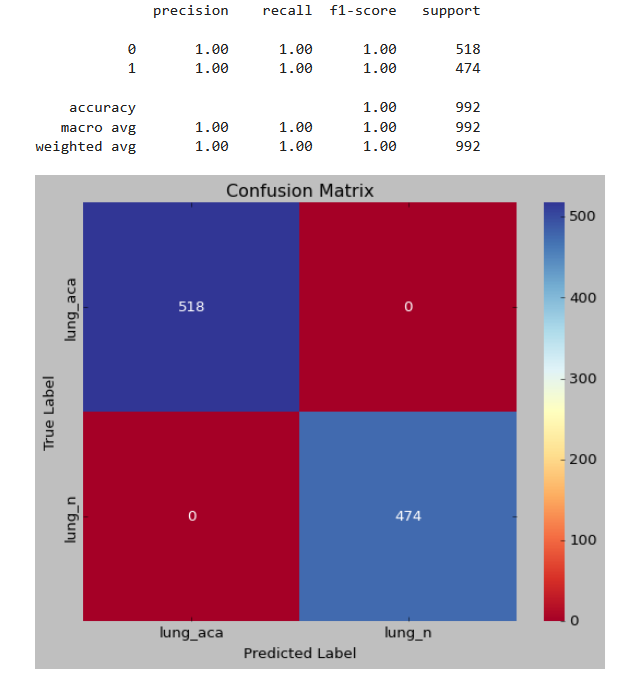 precision recall f1-score support
0 1.00 1.00 1.00 518
1 1.00 1.00 1.00 474
accuracy 1.00 992
macro avg 1.00 1.00 1.00 992
weighted avg 1.00 1.00 1.00 992
Confusion Matrix
True Label
lung_aca
518 0
lung_n
0 474
lung_aca lung_n
Predicted Label
500
400
300
200
100
0